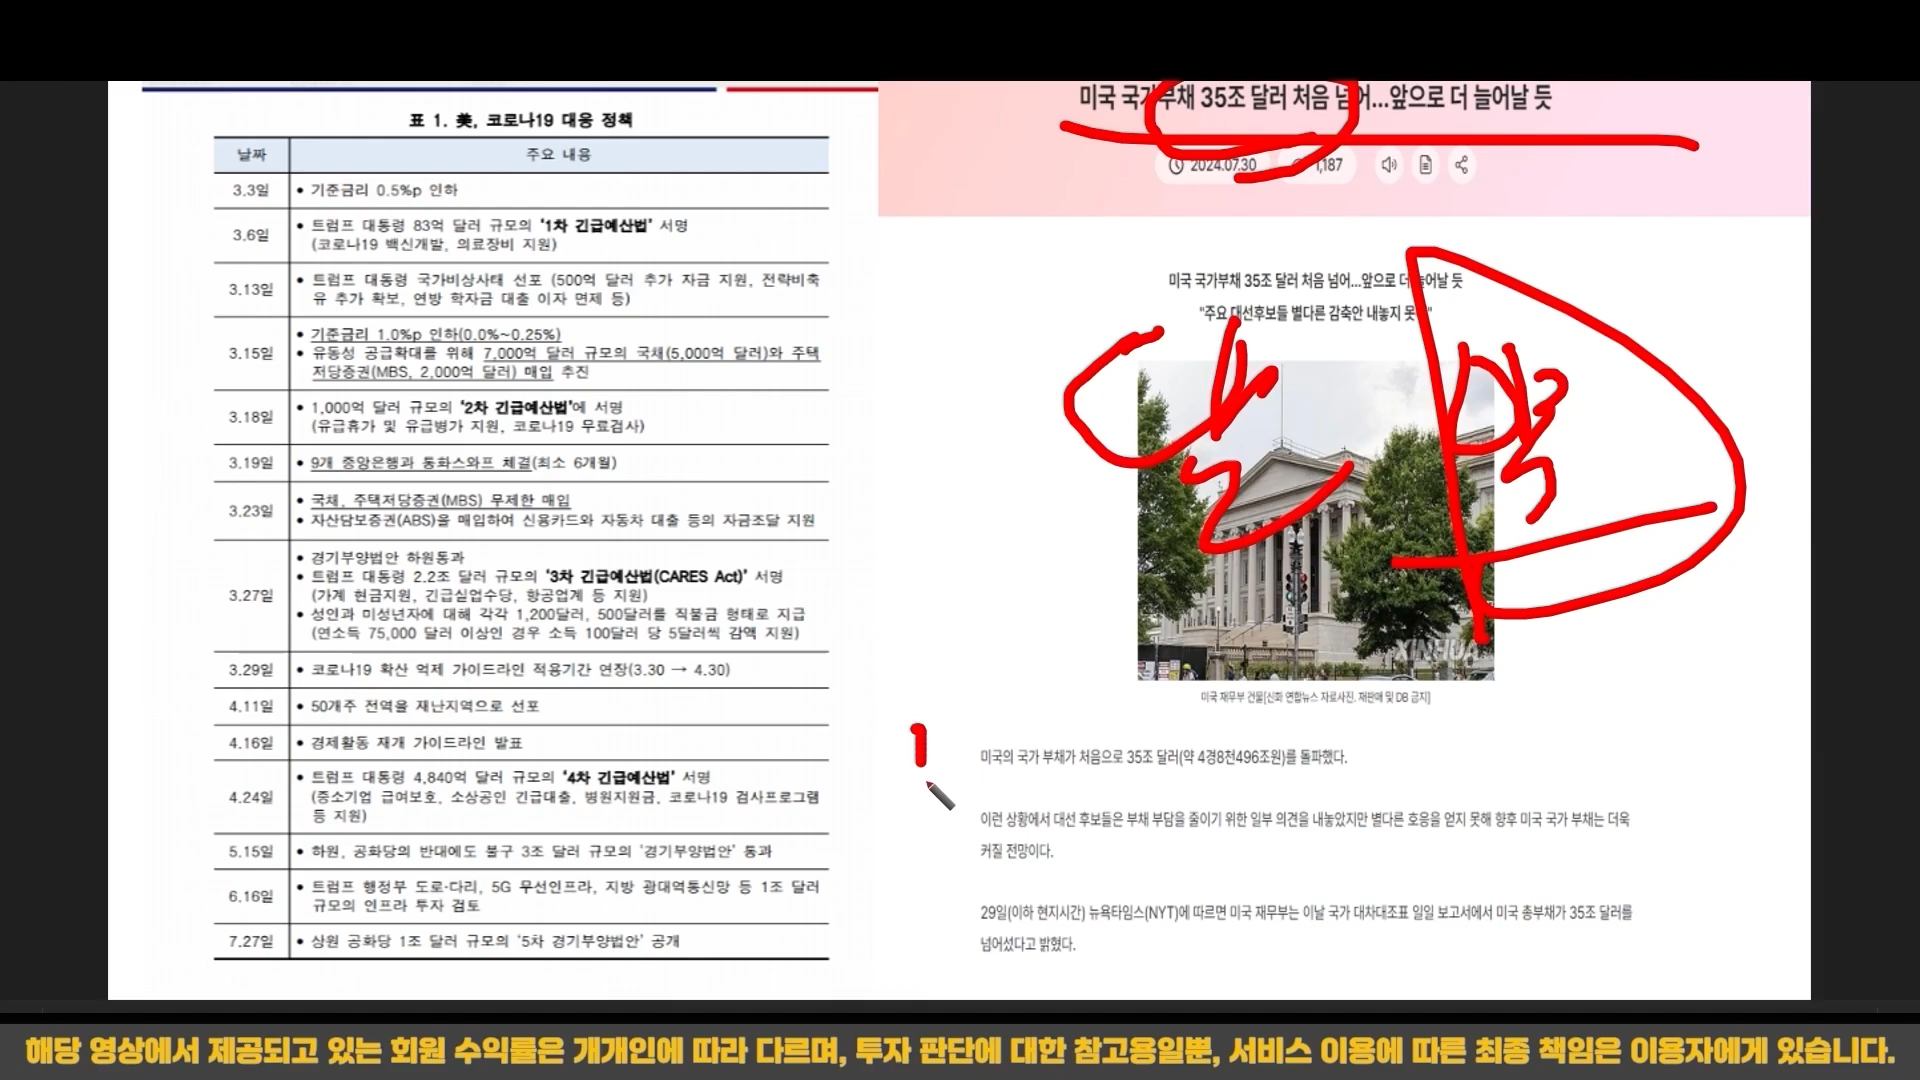 표 1. 美, 코로나19 대응 정책
날짜 주요 내용
3.3일 • 기준금리 0.5%p 인하
3.6일 • 트럼프 대통령 83억 달러 규모의 '1차 긴급예산법' 서명
(코로나19 백신개발, 의료장비 지원)
3.13일 • 트럼프 대통령 국가비상사태 선포 (500억 달러 추가 자금 지원, 전략비축
유 추가 확보, 연방 학자금 대출 이자 면제 등)
3.15일 • 기준금리 1.0%p 인하(0.0%~0.25%)
• 유동성 공급확대를 위해 7,000억 달러 규모의 국채(5,000억 달러)와 주택
저당증권(MBS, 2,000억 달러) 매입 추진
3.18일 • 1,000억 달러 규모의 '2차 긴급예산법'에 서명
(유급휴가 및 유급병가 지원, 코로나19 무료검사)
3.19일 • 9개 중앙은행과 통화스와프 체결(최소 6개월)
3.23일 • 국채, 주택저당증권(MBS) 무제한 매입
• 자산담보증권(ABS)을 매입하여 신용카드와 자동차 대출 등의 자금조달 지원
3.27일 • 경기부양법안 하원통과
• 트럼프 대통령 2.2조 달러 규모의 '3차 긴급예산법(CARES Act)' 서명
(가계 현금지원, 긴급실업수당, 항공업계 등 지원)
• 성인과 미성년자에 대해 각각 1,200달러, 500달러를 직불금 형태로 지급
(연소득 75,000 달러 이상인 경우 소득 100달러 당 5달러씩 감액 지원)
3.29일 • 코로나19 확산 억제 가이드라인 적용기간 연장(3.30 → 4.30)
4.11일 • 50개주 전역을 재난지역으로 선포
4.16일 • 경제활동 재개 가이드라인 발표
4.24일 • 트럼프 대통령 4,840억 달러 규모의 '4차 긴급예산법' 서명
(중소기업 급여보호, 소상공인 긴급대출, 병원지원금, 코로나19 검사프로그램
등 지원)
5.15일 • 하원, 공화당의 반대에도 불구 3조 달러 규모의 '경기부양법안' 통과
6.16일 • 트럼프 행정부 도로·다리, 5G 무선인프라, 지방 광대역통신망 등 1조 달러
규모의 인프라 투자 검토
7.27일 • 상원 공화당 1조 달러 규모의 '5차 경기부양법안' 공개
미국 국가부채 35조 달러 처음 넘어...앞으로 더 늘어날 듯
2024.07.30 1,187
미국 국가부채 35조 달러 처음 넘어...앞으로 더 늘어날 듯
"주요 대선후보들 별다른 감축안 내놓지
XINHUA
미국 재무부 건물[신화 연합뉴스 자료사진. 재판매 및 DB 금지]
1
미국의 국가 부채가 처음으로 35조 달러(약 4경8천496조원)를 돌파했다.
이런 상황에서 대선 후보들은 부채 부담을 줄이기 위한 일부 의견을 내놓았지만 별다른 호응을 얻지 못해 향후 미국 국가 부채는 더욱
커질 전망이다.
29일(이하 현지시간) 뉴욕타임스(NYT)에 따르면 미국 재무부는 이날 국가 대차대조표 일일 보고서에서 미국 총부채가 35조 달러를
넘어섰다고 밝혔다.
해당 영상에서 제공되고 있는 회원 수익률은 개개인에 따라 다르며, 투자 판단에 대한 참고용일뿐, 서비스 이용에 따른 최종 책임은 이용자에게 있습니다.